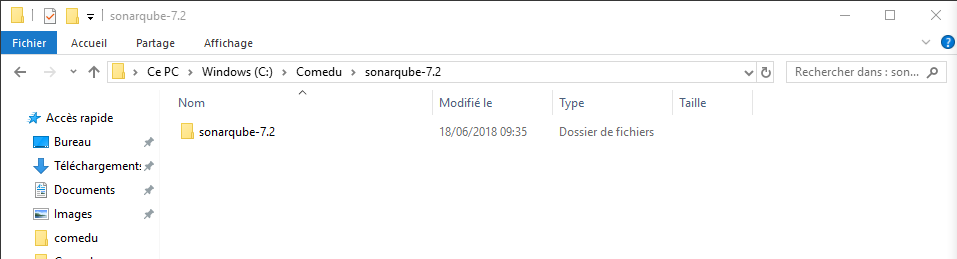 sonarqube-7.2
Fichier Accueil Partage Affichage
Ce PC Windows (C:) Comedu sonarqube-7.2 Rechercher dans : son...
Nom Modifié le Type Taille
Accès rapide
sonarqube-7.2 18/06/2018 09:35 Dossier de fichiers
Bureau
Téléchargements
Documents
Images
comedu